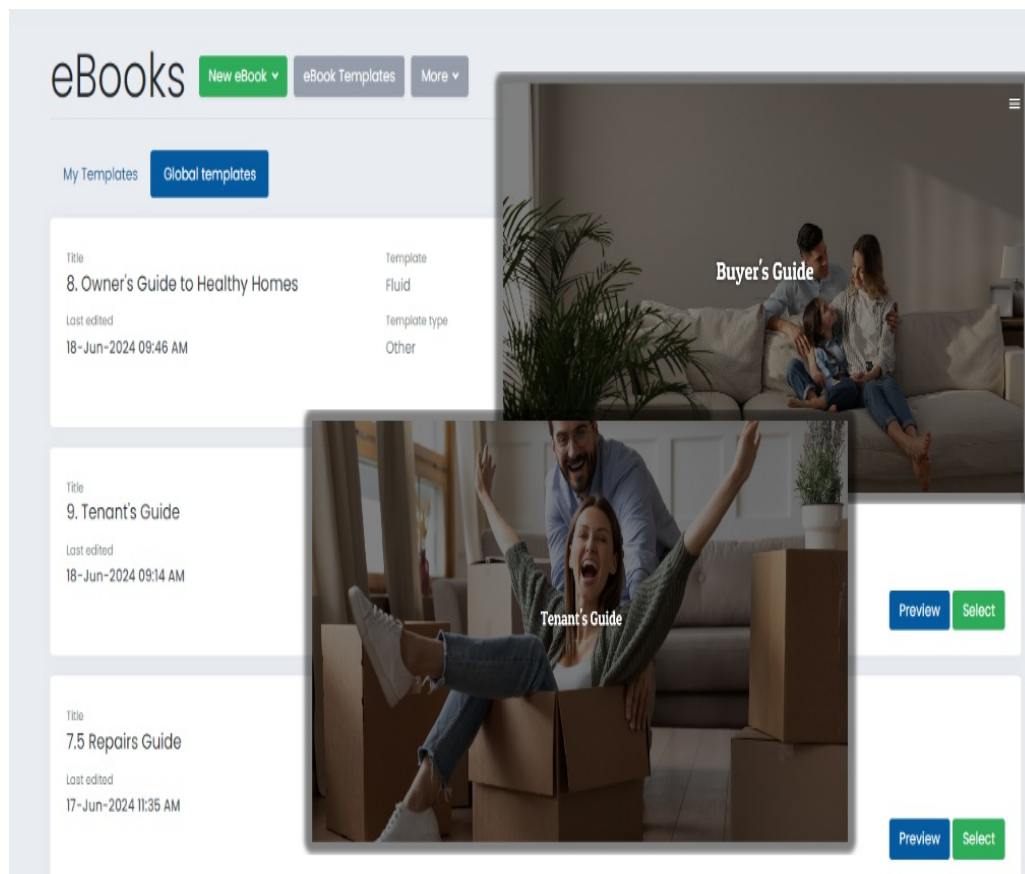 eBooks
New eBook
eBook Templates
More
My Templates
Global templates
Title
8. Owner's Guide to Healthy Homes
Last edited
18-Jun-2024 09:46 AM
Template
Fluid
Template type
Other
Buyer's Guide
Title
9. Tenant's Guide
Last edited
18-Jun-2024 09:14 AM
Tenant's Guide
Preview
Select
Title
7.5 Repairs Guide
Last edited
17-Jun-2024 11:35 AM
Preview
Select